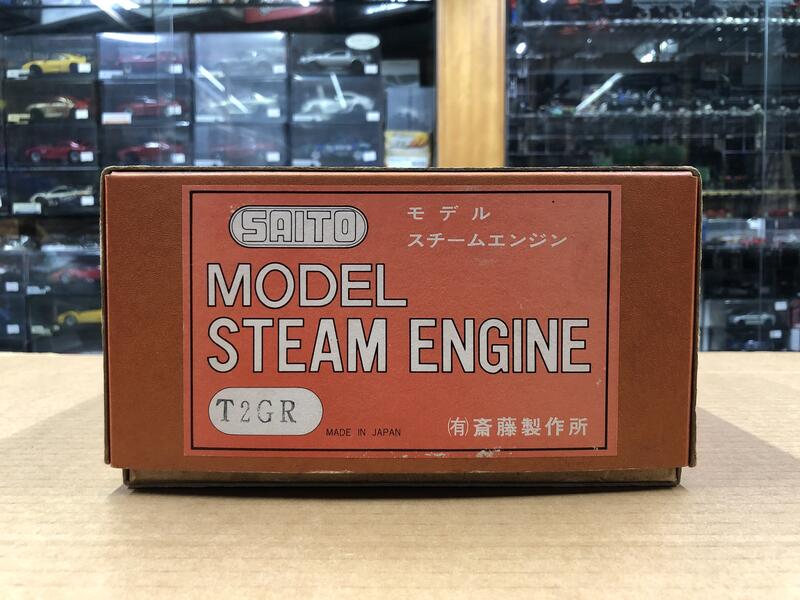 SAITO
モデル
スチームエンジン
MODEL
STEAM ENGINE
T2GR
MADE IN JAPAN
㈲斎藤製作所